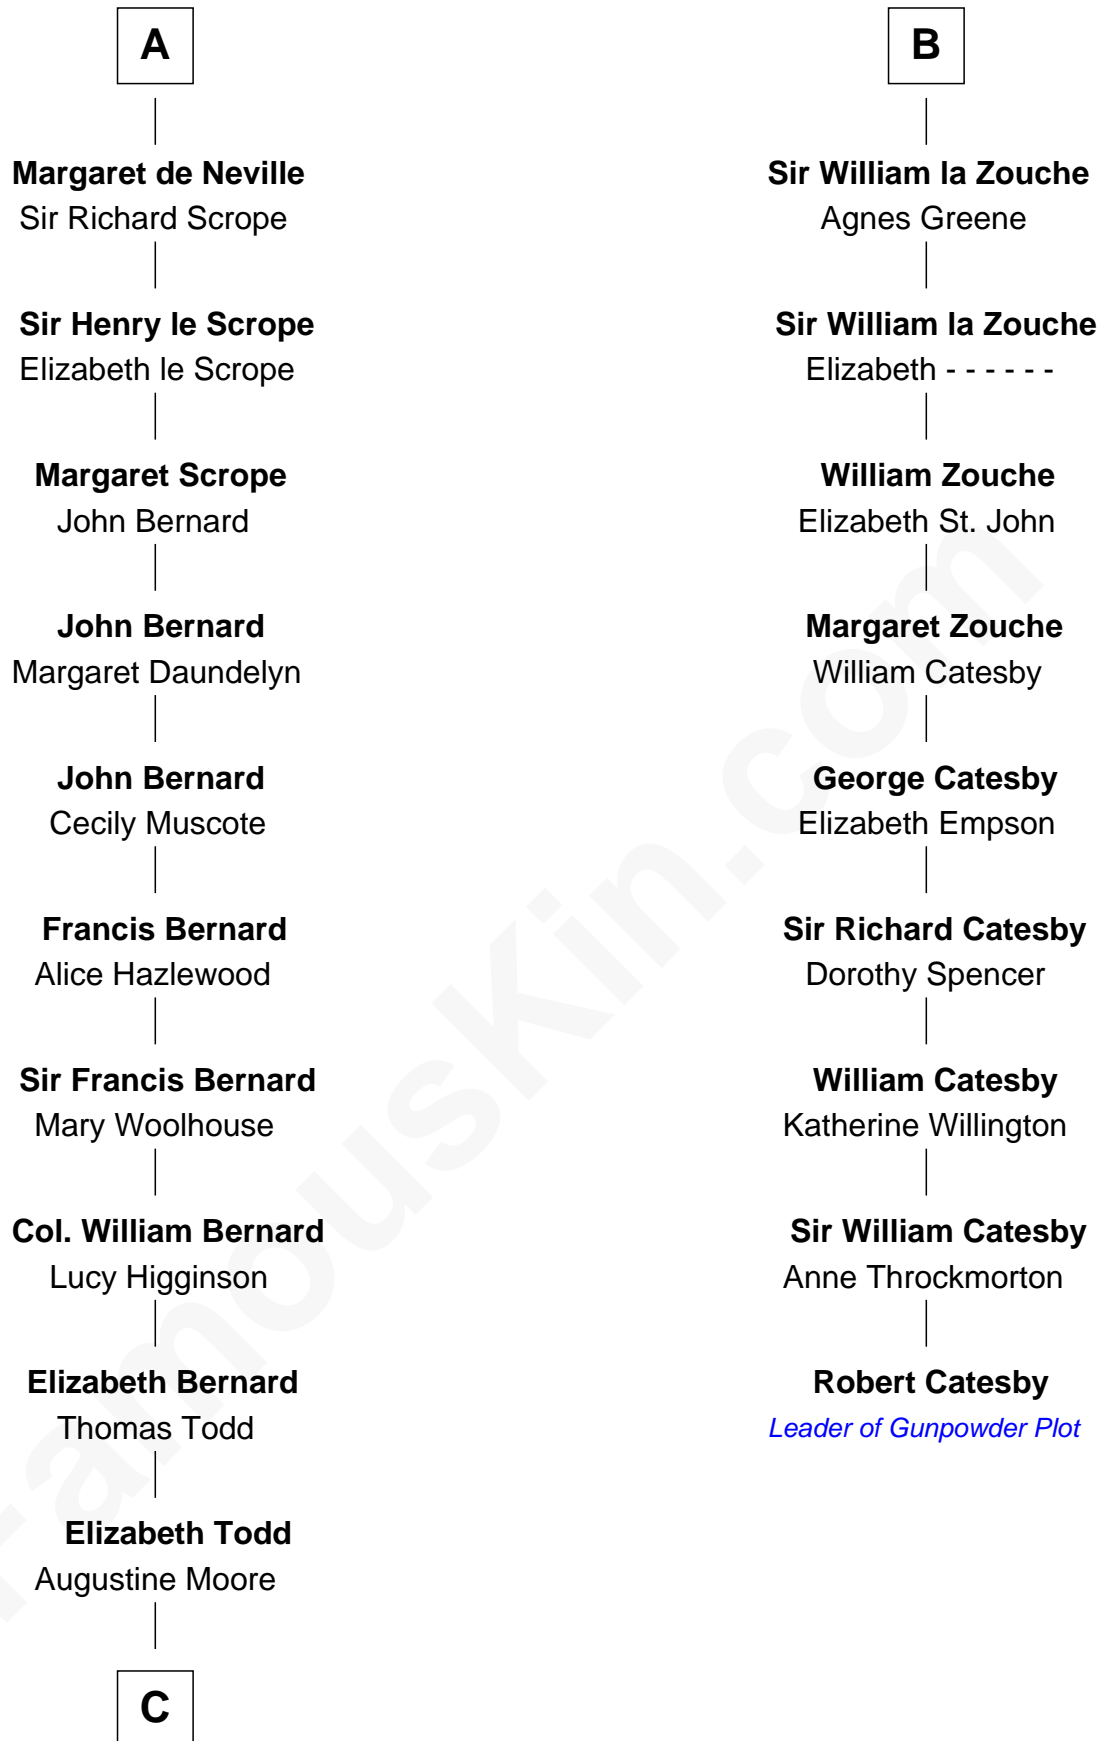 A
Margaret de Neville
Sir Richard Scrope
Sir Henry le Scrope
Elizabeth le Scrope
Margaret Scrope
John Bernard
John Bernard
Margaret Daundelyn
John Bernard
Cecily Muscote
Francis Bernard
Alice Hazlewood
Sir Francis Bernard
Mary Woolhouse
Col. William Bernard
Lucy Higginson
Elizabeth Bernard
Thomas Todd
Elizabeth Todd
Augustine Moore
C
B
Sir William la Zouche
Agnes Greene
Sir William la Zouche
Elizabeth - - - - - -
William Zouche
Elizabeth St. John
Margaret Zouche
William Catesby
George Catesby
Elizabeth Empson
Sir Richard Catesby
Dorothy Spencer
William Catesby
Katherine Willington
Sir William Catesby
Anne Throckmorton
Robert Catesby
Leader of Gunpowder Plot
FamousKin.com